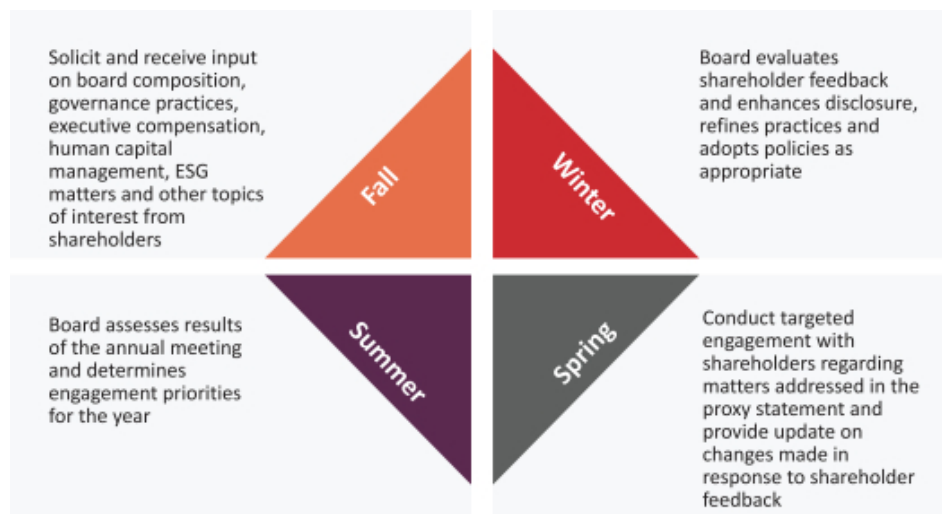 Solicit and receive input
on board composition,
governance practices,
executive compensation,
human capital
management, ESG
matters and other topics
of interest from
shareholders
Fall
Winter
Board evaluates
shareholder feedback
and enhances disclosure,
refines practices and
adopts policies as
appropriate
Board assesses results
of the annual meeting
and determines
engagement priorities
for the year
Summer
Spring
Conduct targeted
engagement with
shareholders regarding
matters addressed in the
proxy statement and
provide update on
changes made in
response to shareholder
feedback